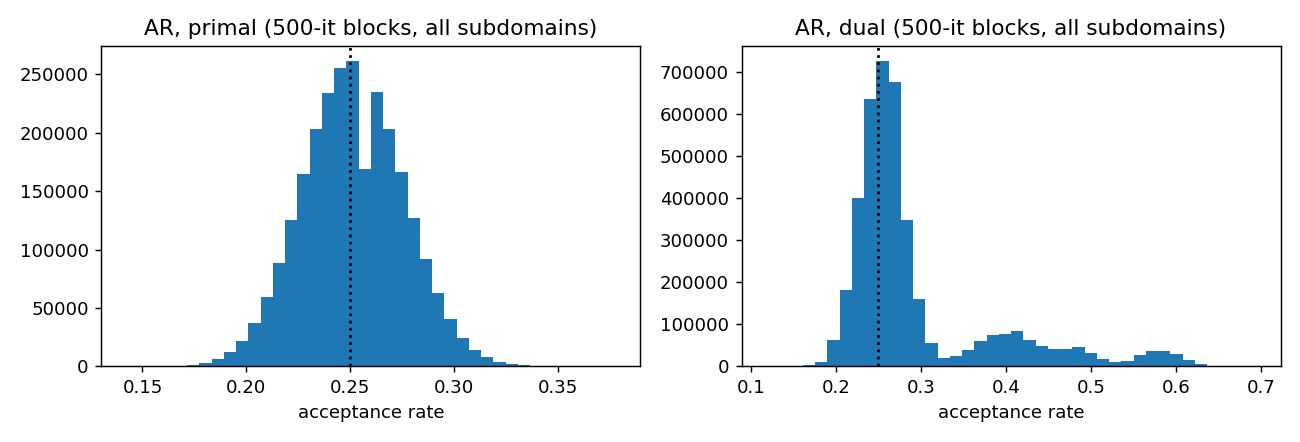 AR, primal (500-it blocks, all subdomains)
250000
200000
150000
100000
50000
0
0.15 0.20 0.25 0.30 0.35
acceptance rate
AR, dual (500-it blocks, all subdomains)
700000
600000
500000
400000
300000
200000
100000
0
0.1 0.2 0.3 0.4 0.5 0.6 0.7
acceptance rate